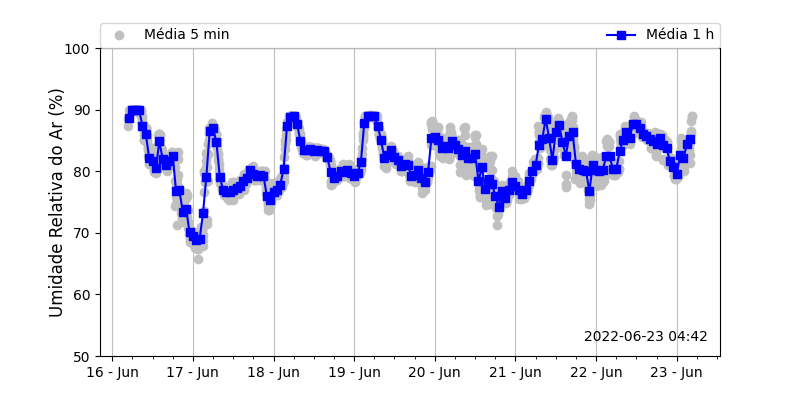 Média 5 min
Média 1 h
Umidade Relativa do Ar (%)
100
90
80
70
60
50
2022-06-23 04:42
16 - Jun
17 - Jun
18 - Jun
19 - Jun
20 - Jun
21 - Jun
22 - Jun
23 - Jun